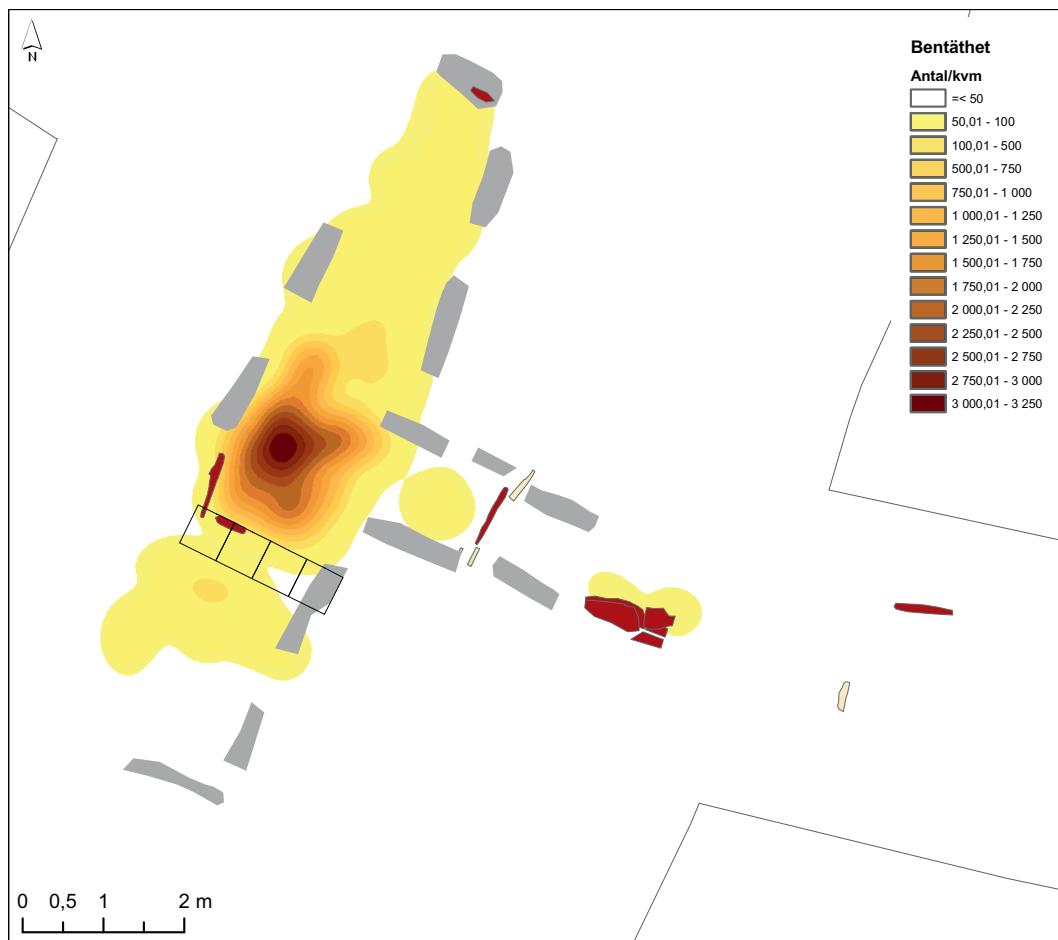 N
Bentäthet
Antal/kvm
=< 50
50,01 - 100
100,01 - 500
500,01 - 750
750,01 - 1 000
1 000,01 - 1 250
1 250,01 - 1 500
1 500,01 - 1 750
1 750,01 - 2 000
2 000,01 - 2 250
2 250,01 - 2 500
2 500,01 - 2 750
2 750,01 - 3 000
3 000,01 - 3 250
0 0,5 1 2 m